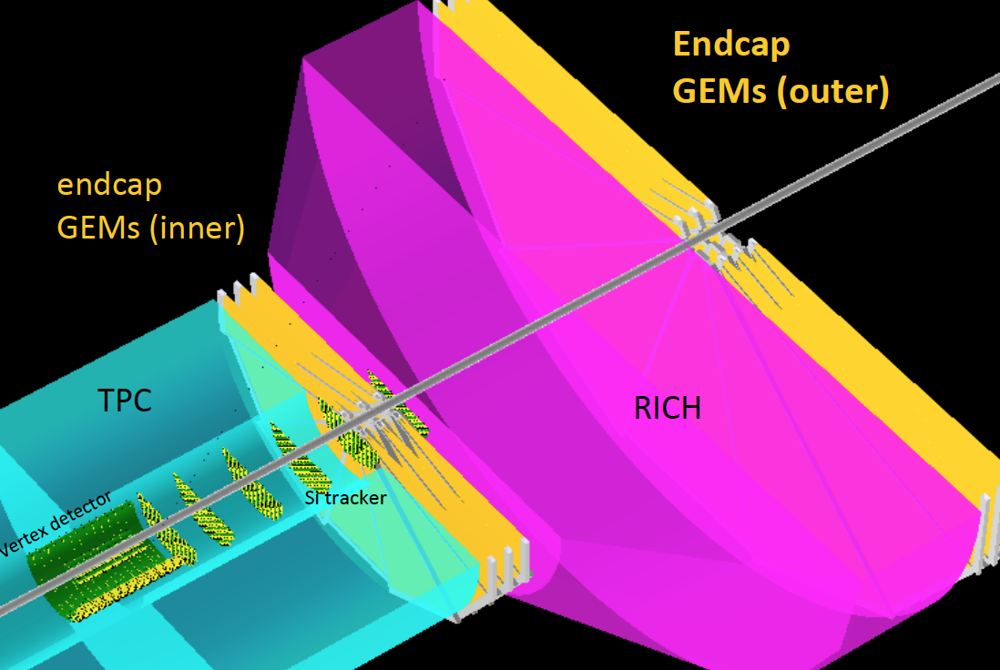 Endcap
GEMs (outer)
endcap
GEMs (inner)
TPC
RICH
Si tracker
Vertex detector